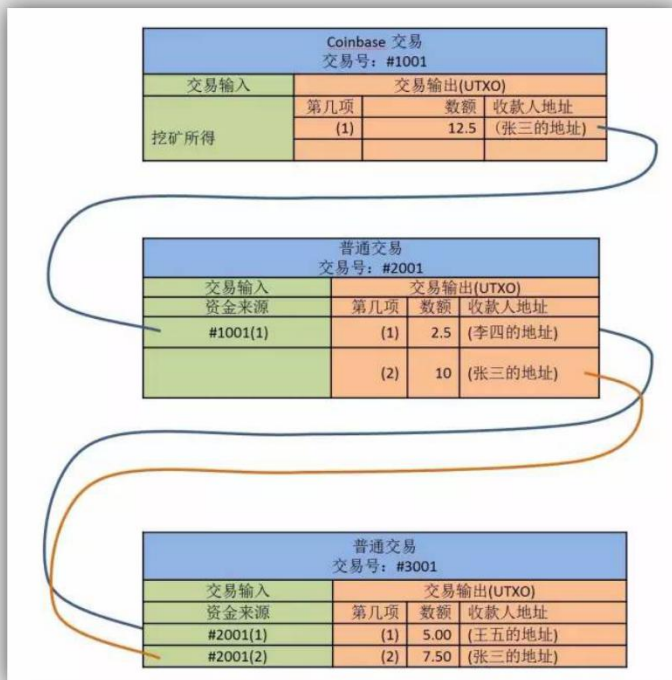 Coinbase 交易
交易号: #1001
交易输入 交易输出(UTXO)
第几项 数额 收款人地址
挖矿所得 (1) 12.5 (张三的地址)
普通交易
交易号: #2001
交易输入 交易输出(UTXO)
资金来源 第几项 数额 收款人地址
#1001(1) (1) 2.5 (李四的地址)
(2) 10 (张三的地址)
普通交易
交易号: #3001
交易输入 交易输出(UTXO)
资金来源 第几项 数额 收款人地址
#2001(1) (1) 5.00 (王五的地址)
#2001(2) (2) 7.50 (张三的地址)